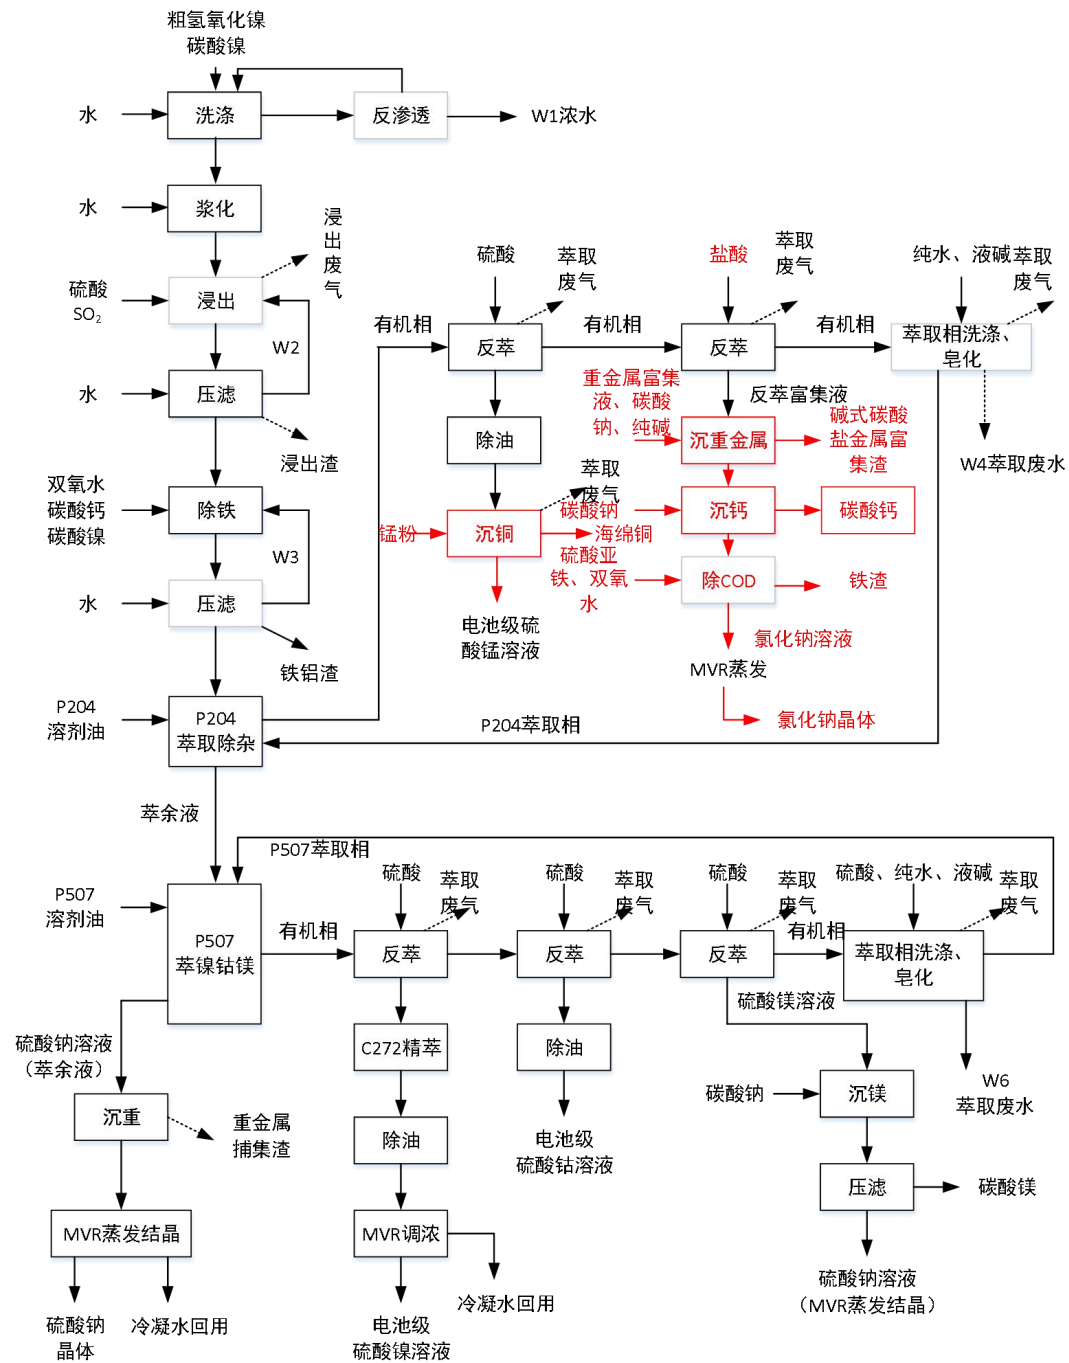 粗氢氧化镍
碳酸镍
水
洗涤
反渗透
W1浓水
水
浆化
浸
出
废
气
硫酸
SO₂
浸出
W2
水
压滤
浸出渣
双氧水
碳酸钙
碳酸镍
除铁
W3
水
压滤
铁铝渣
P204
溶剂油
P204
萃取除杂
有机相
硫酸
萃取
废气
反萃
有机相
盐酸
萃取
废气
反萃
有机相
纯水、液碱
萃取
废气
萃取相洗涤、
皂化
W4萃取废水
除油
萃取
废气
锰粉
沉铜
海绵铜
电池级硫
酸锰溶液
反萃富集液
重金属富集
液、碳酸
钠、纯碱
沉重金属
碱式碳酸
盐金属富
集渣
碳酸钠
沉钙
碳酸钙
硫酸亚
铁、双氧
水
除COD
铁渣
氯化钠溶液
MVR蒸发
氯化钠晶体
P204萃取相
萃余液
P507萃取相
P507
溶剂油
P507
萃镍钴镁
有机相
硫酸
萃取
废气
反萃
硫酸
萃取
废气
反萃
硫酸
萃取
废气
反萃
有机相
硫酸、纯水、液碱
萃取
废气
萃取相洗涤、
皂化
W6
萃取废水
硫酸钠溶液
（萃余液）
沉重
重金属
捕集渣
MVR蒸发结晶
硫酸钠
晶体
冷凝水回用
C272精萃
除油
MVR调浓
冷凝水回用
电池级
硫酸镍溶液
除油
电池级
硫酸钴溶液
硫酸镁溶液
碳酸钠
沉镁
压滤
碳酸镁
硫酸钠溶液
（MVR蒸发结晶）